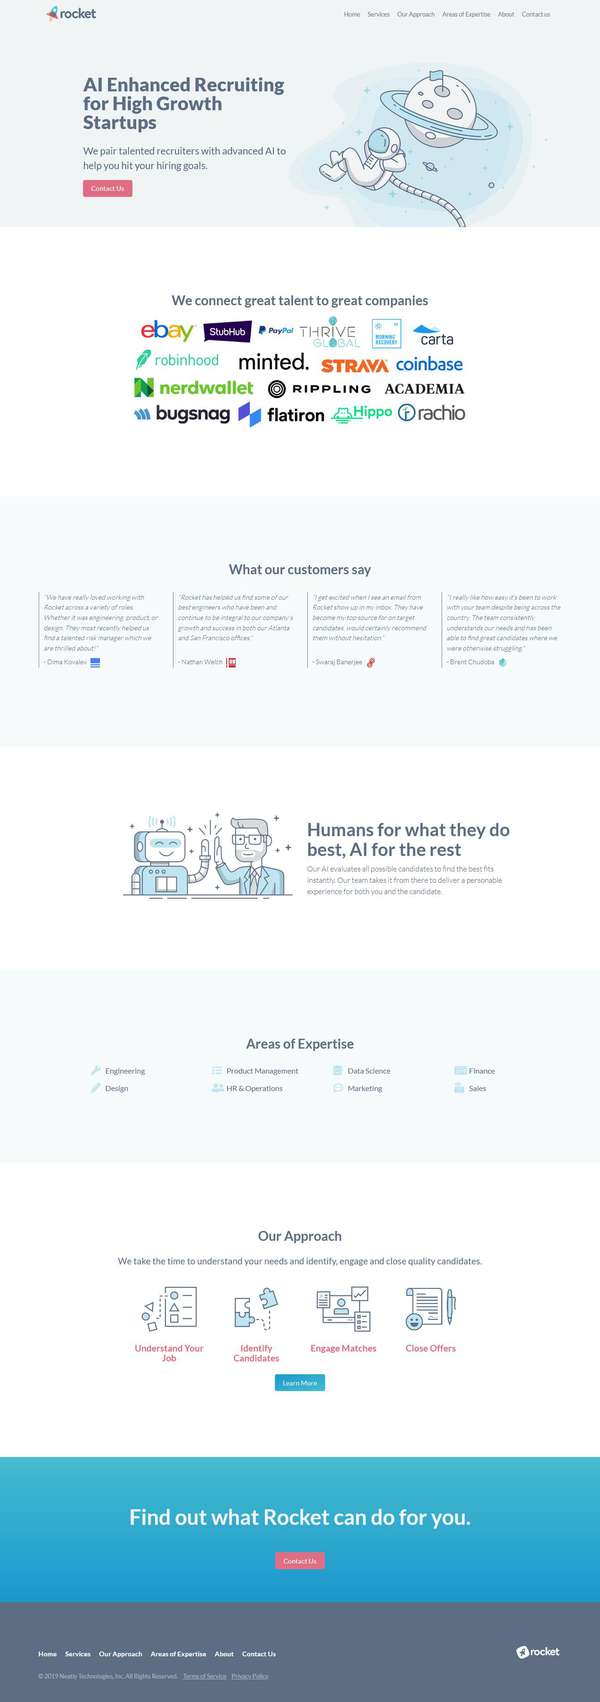 rocket
Home Services Our Approach Areas of Expertise About Contact us
AI Enhanced Recruiting
for High Growth
Startups
We pair talented recruiters with advanced AI to
help you hit your hiring goals.
Contact Us
We connect great talent to great companies
ebay StubHub PayPal THRIVE GLOBAL MORNING RECOVERY carta
robinhood minted. STRAVA coinbase
nerdwallet RIPPLING ACADEMIA
bugsnag flatiron Hippo rachio
What our customers say
"We have really loved working with
Rocket across a variety of roles.
Whether it was engineering, product, or
design. They most recently helped us
find a talented risk manager which we
are thrilled about!"
- Dima Kovalev
"Rocket has helped us find some of our
best engineers who have been and
continue to be integral to our company's
growth and success in both our Atlanta
and San Francisco offices."
- Nathan Welch
"I get excited when I see an email from
Rocket show up in my inbox. They have
become my top source for on target
candidates, would certainly recommend
them without hesitation."
- Swaraj Banerjee
"I really like how easy it's been to work
with your team despite being across the
country. The team consistently
understands our needs and has been
able to find great candidates where we
were otherwise struggling."
- Brent Chudoba
Humans for what they do
best, AI for the rest
Our AI evaluates all possible candidates to find the best fits
instantly. Our team takes it from there to deliver a personable
experience for both you and the candidate.
Areas of Expertise
Engineering Product Management Data Science Finance
Design HR & Operations Marketing Sales
Our Approach
We take the time to understand your needs and identify, engage and close quality candidates.
Understand Your
Job
Identify
Candidates
Engage Matches
Close Offers
Learn More
Find out what Rocket can do for you.
Contact Us
Home Services Our Approach Areas of Expertise About Contact Us
rocket
© 2019 Neatly Technologies, Inc. All Rights Reserved. Terms of Service Privacy Policy